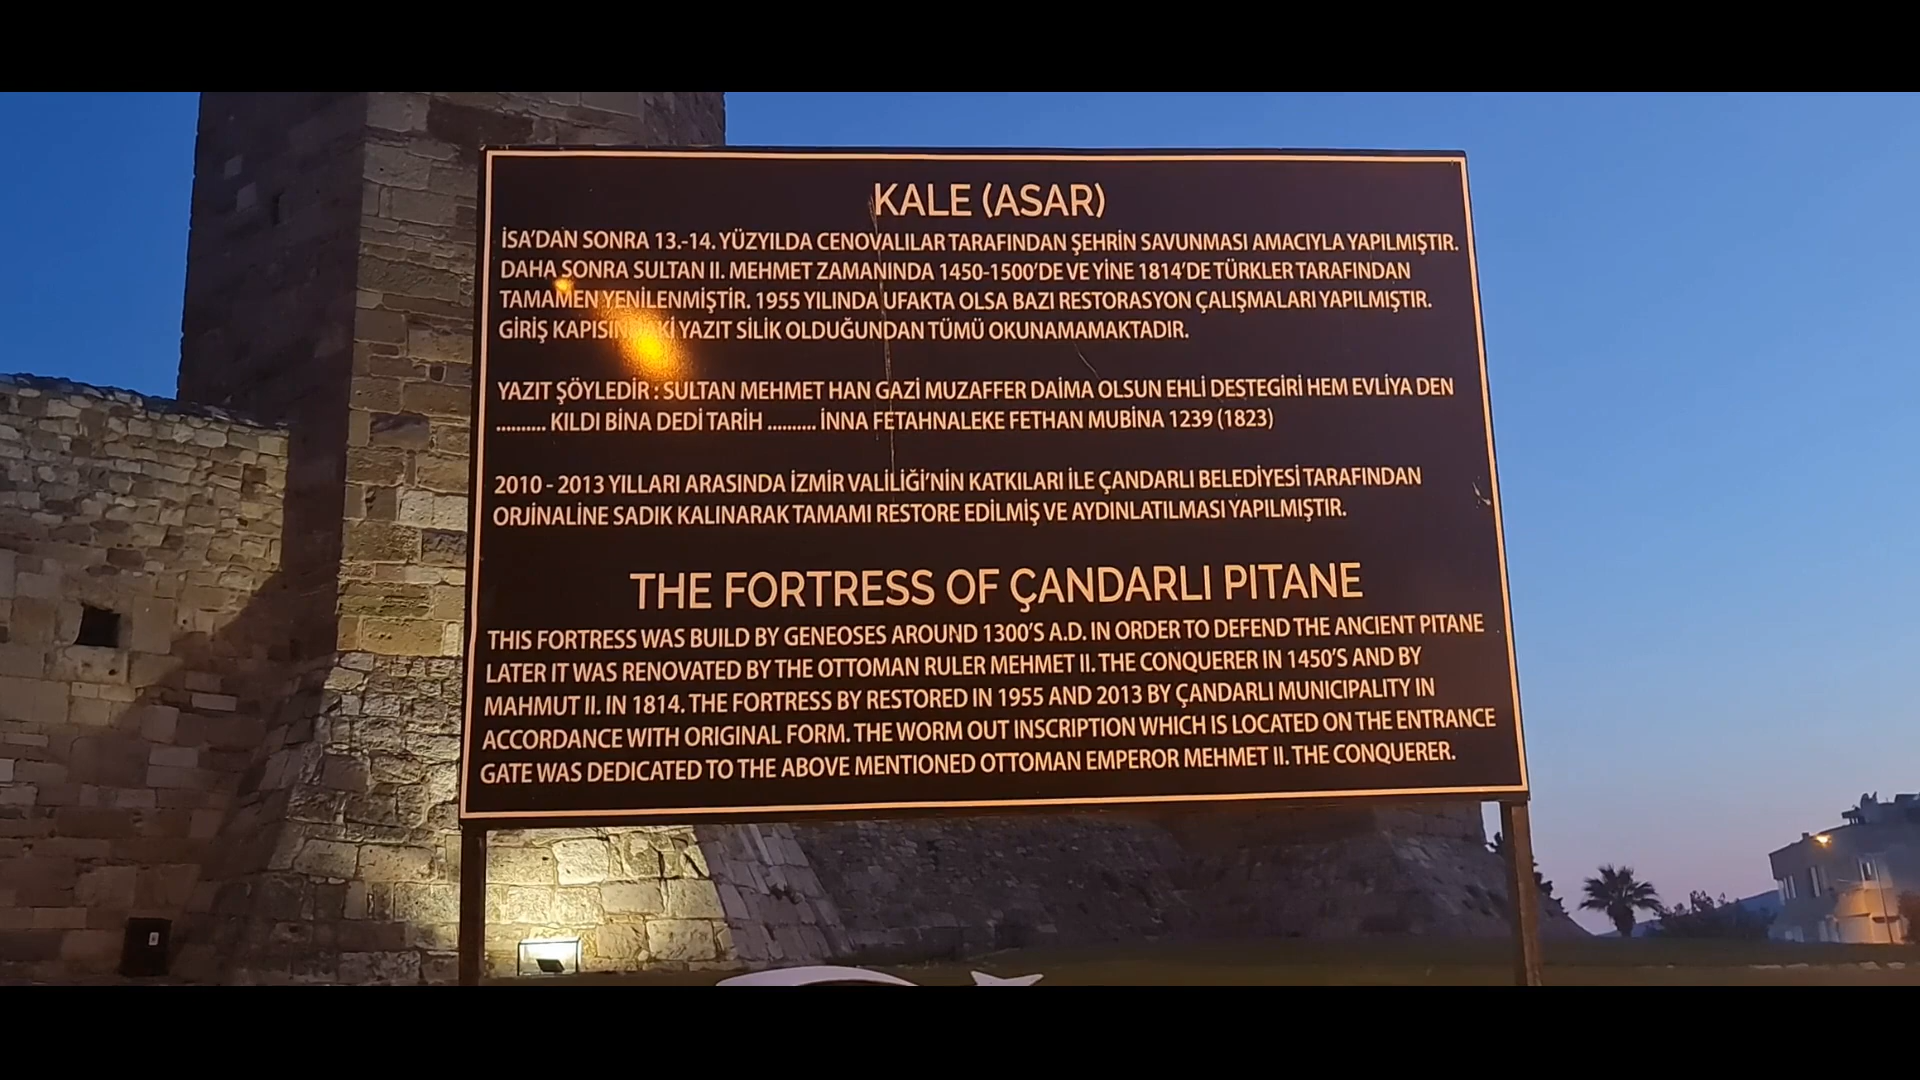 KALE (ASAR)
İSA'DAN SONRA 13.-14. YÜZYILDA CENOVALILAR TARAFINDAN ŞEHRİN SAVUNMASI AMACIYLA YAPILMIŞTIR.
DAHA SONRA SULTAN II. MEHMET ZAMANINDA 1450-1500'DE VE YİNE 1814'DE TÜRKLER TARAFINDAN
TAMAMEN YENİLENMİŞTİR. 1955 YILINDA UFAKTA OLSA BAZI RESTORASYON ÇALIŞMALARI YAPILMIŞTIR.
GİRİŞ YAZIT SİLİK OLDUĞUNDAN TÜMÜ OKUNAMAMAKTADIR.
YAZIT ŞÖYLEDİR : SULTAN MEHMET HAN GAZİ MUZAFFER DAİMA OLSUN EHLİ DESTEGİRİ HEM EVLİYA DEN
.......... KILDI BİNA DEDİ TARİH .......... İNNA FETAHNALEKE FETHAN MUBİNA 1239 (1823)
2010 - 2013 YILLARI ARASINDA İZMİR VALİLİĞİ'NİN KATKILARI İLE ÇANDARLI BELEDİYESİ TARAFINDAN
ORJİNALİNE SADIK KALINARAK TAMAMI RESTORE EDİLMİŞ VE AYDINLATILMASI YAPILMIŞTIR.
THE FORTRESS OF ÇANDARLI PITANE
THIS FORTRESS WAS BUILD BY GENEOSES AROUND 1300'S A.D. IN ORDER TO DEFEND THE ANCIENT PITANE
LATER IT WAS RENOVATED BY THE OTTOMAN RULER MEHMET II. THE CONQUERER IN 1450'S AND BY
MAHMUT II. IN 1814. THE FORTRESS BY RESTORED IN 1955 AND 2013 BY ÇANDARLI MUNICIPALITY IN
ACCORDANCE WITH ORIGINAL FORM. THE WORM OUT INSCRIPTION WHICH IS LOCATED ON THE ENTRANCE
GATE WAS DEDICATED TO THE ABOVE MENTIONED OTTOMAN EMPEROR MEHMET II. THE CONQUERER.